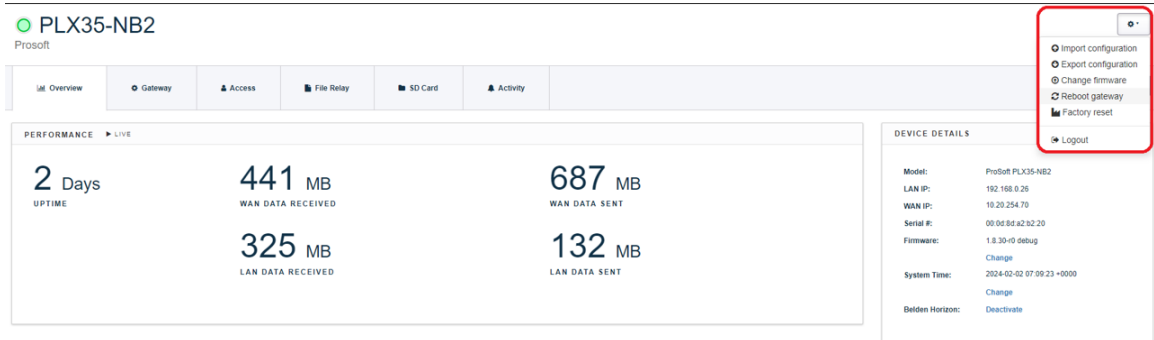 PLX35-NB2
Prosoft
Import configuration
Export configuration
Change firmware
Reboot gateway
Factory reset
Logout
Overview
Gateway
Access
File Relay
SD Card
Activity
PERFORMANCE LIVE
2 Days
UPTIME
441 MB
WAN DATA RECEIVED
687 MB
WAN DATA SENT
325 MB
LAN DATA RECEIVED
132 MB
LAN DATA SENT
DEVICE DETAILS
Model: ProSoft PLX35-NB2
LAN IP: 192.168.0.26
WAN IP: 10.20.254.70
Serial #: 00:0d:8d:a2:b2:20
Firmware: 1.8.30-r0 debug
Change
System Time: 2024-02-02 07:09:23 +0000
Change
Belden Horizon: Deactivate